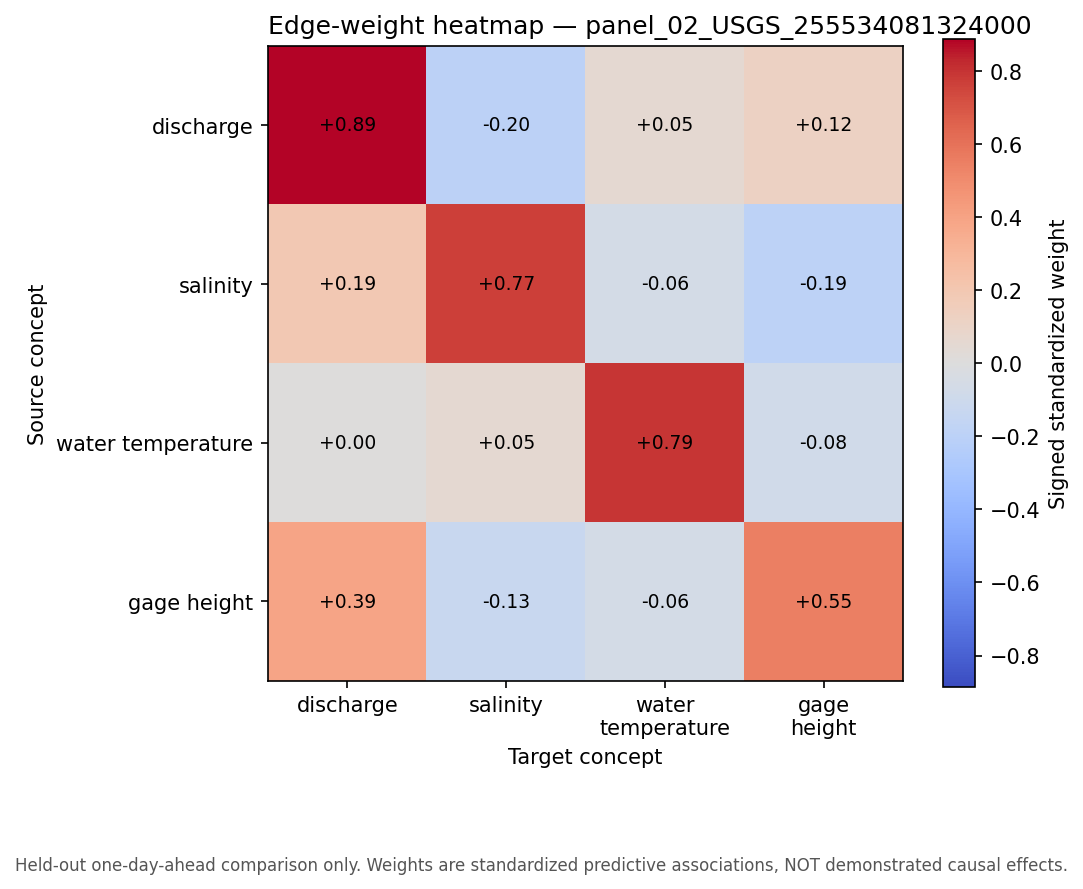 Edge-weight heatmap — panel_02_USGS_255534081324000
discharge
+0.89
-0.20
+0.05
+0.12
salinity
+0.19
+0.77
-0.06
-0.19
water temperature
+0.00
+0.05
+0.79
-0.08
gage height
+0.39
-0.13
-0.06
+0.55
Source concept
discharge
salinity
water
temperature
gage
height
Target concept
0.8
0.6
0.4
0.2
0.0
−0.2
−0.4
−0.6
−0.8
Signed standardized weight
Held-out one-day-ahead comparison only. Weights are standardized predictive associations, NOT demonstrated causal effects.